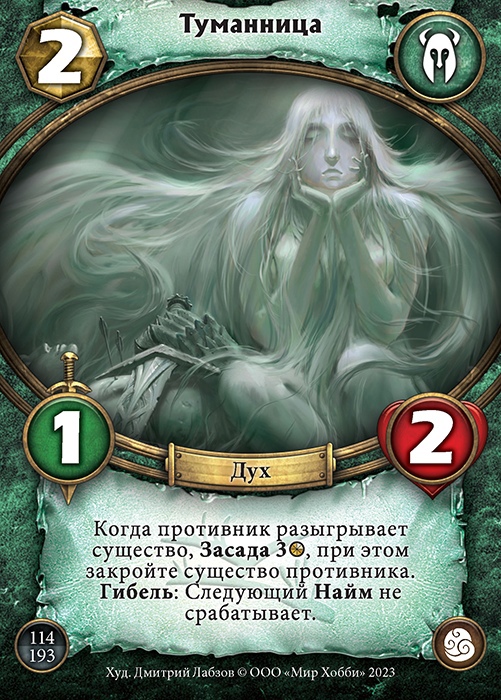 Туманница
2
1
2
Дух
Когда противник разыгрывает
существо, Засада 3, при этом
закройте существо противника.
Гибель: Следующий Найм не
срабатывает.
114
193
Худ. Дмитрий Лабзов © ООО «Мир Хобби» 2023